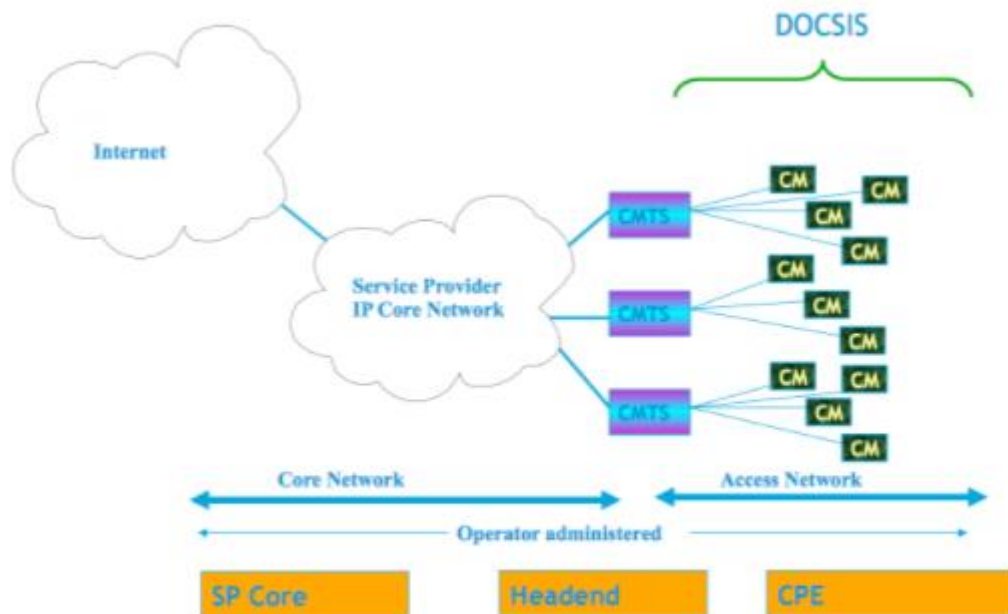 DOCSIS
Internet
CM
CM
CMTS
CM
CM
Service Provider
IP Core Network
CM
CMTS
CM
CM
CM
CM
CMTS
CM
CM
Core Network
Access Network
Operator administered
SP Core
Headend
CPE